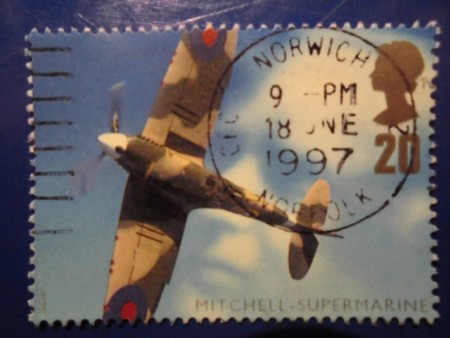 NORWICH
9 -PM
18 JNE
1997
NORFOLK
20
MITCHELL-SUPERMARINE